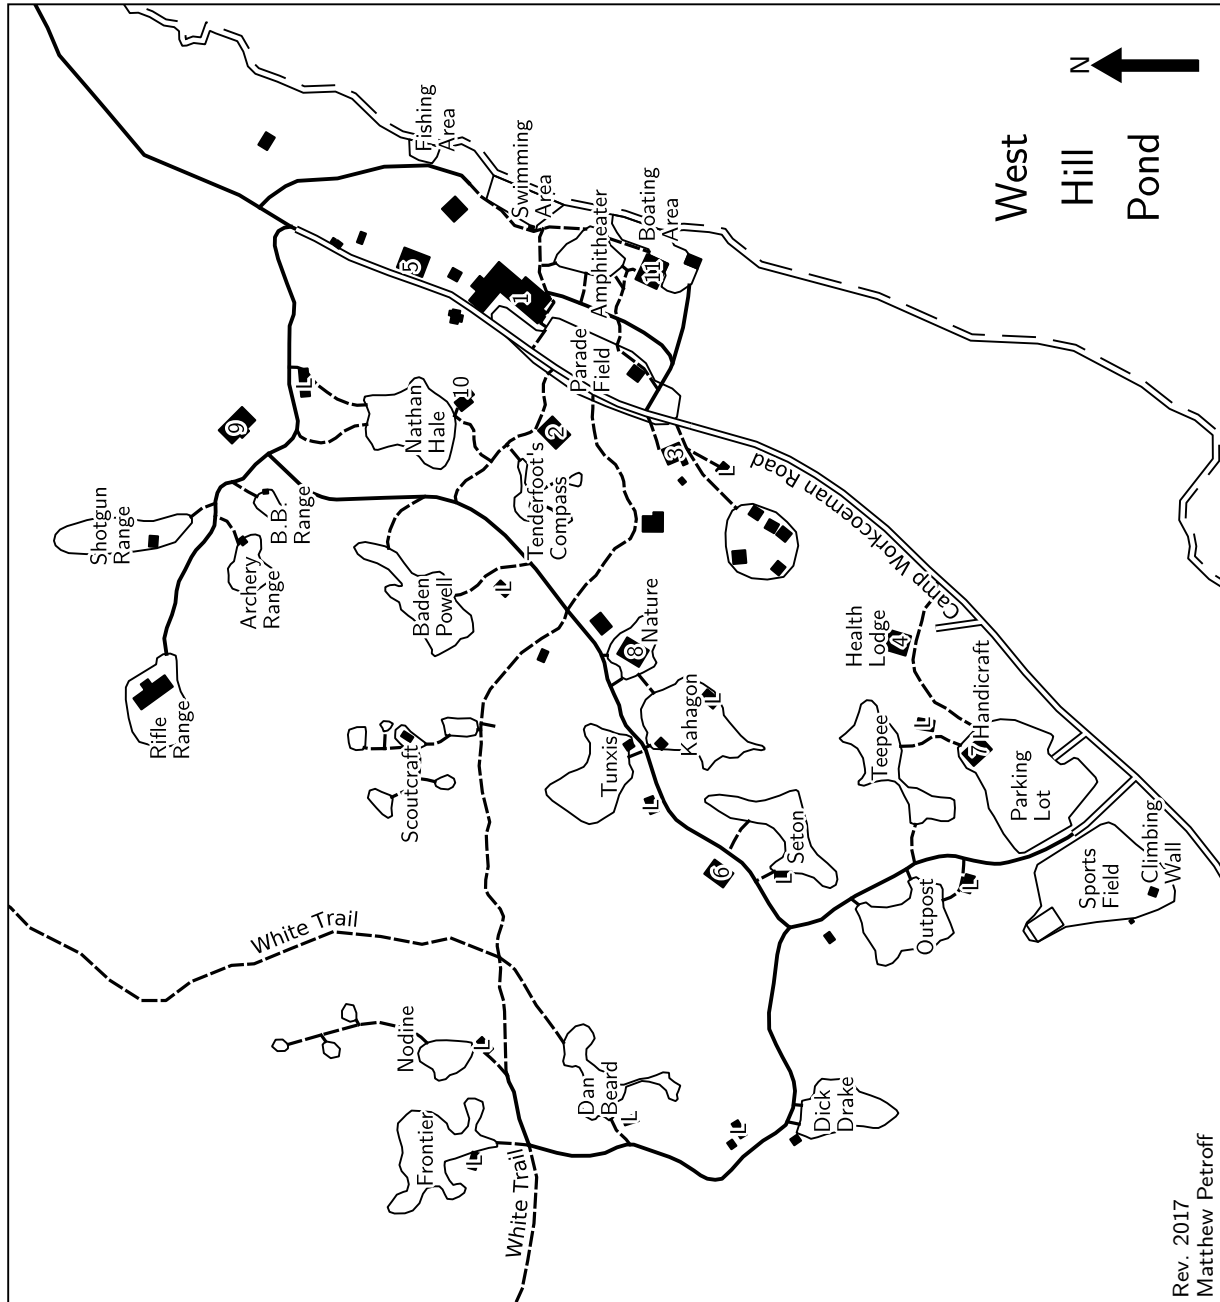 N
West
Hill
Pond
Fishing
Area
Swimming
Area
Amphitheater
Boating
Area
Parade
Field
5
1
11
10
L
Nathan
Hale
9
2
3
L
Tenderfoot's
Compass
Shotgun
Range
B.B.
Range
Archery
Range
Rifle
Range
Baden
Powell
L
Camp Workcoeman Road
Health
Lodge
4
Handicraft
7
L
Teepee
Parking
Lot
8
Nature
Kahagon
L
Tunxis
L
Scoutcraft
6
Seton
L
Outpost
L
Sports
Field
Climbing
Wall
White Trail
Nodine
L
Dan
Beard
L
Frontier
L
White Trail
L
Dick
Drake
Rev. 2017
Matthew Petroff